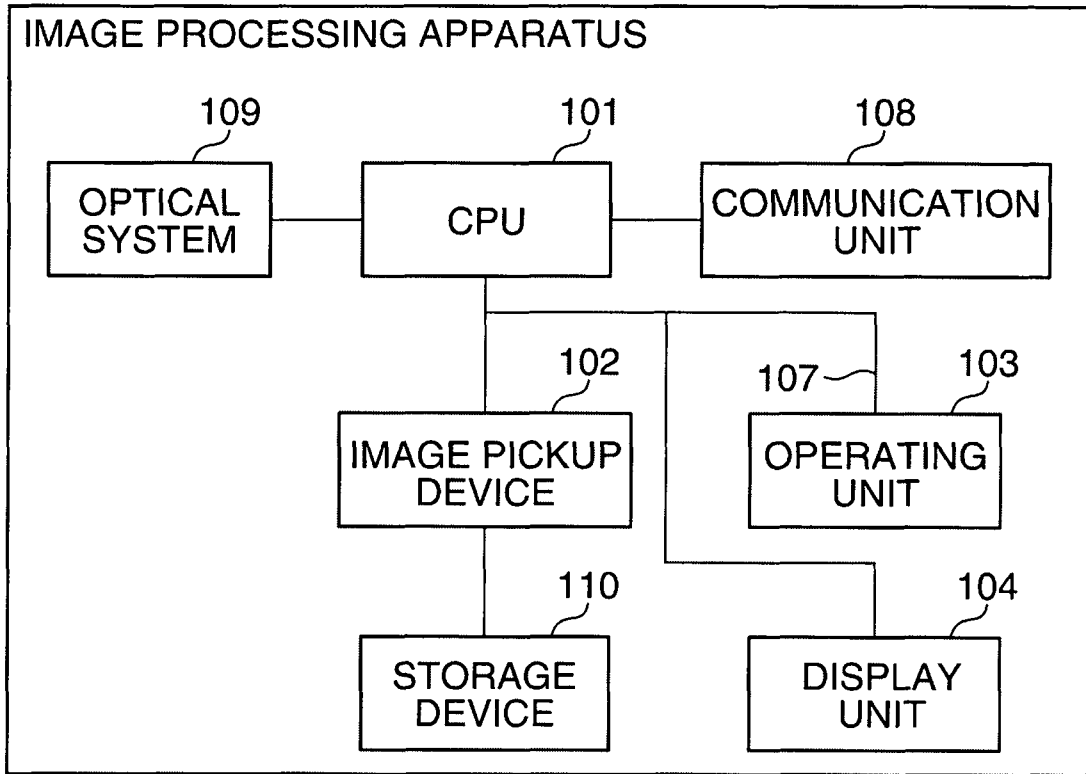 IMAGE PROCESSING APPARATUS
109
101
108
OPTICAL
SYSTEM
CPU
COMMUNICATION
UNIT
102
107
103
IMAGE PICKUP
DEVICE
OPERATING
UNIT
110
104
STORAGE
DEVICE
DISPLAY
UNIT